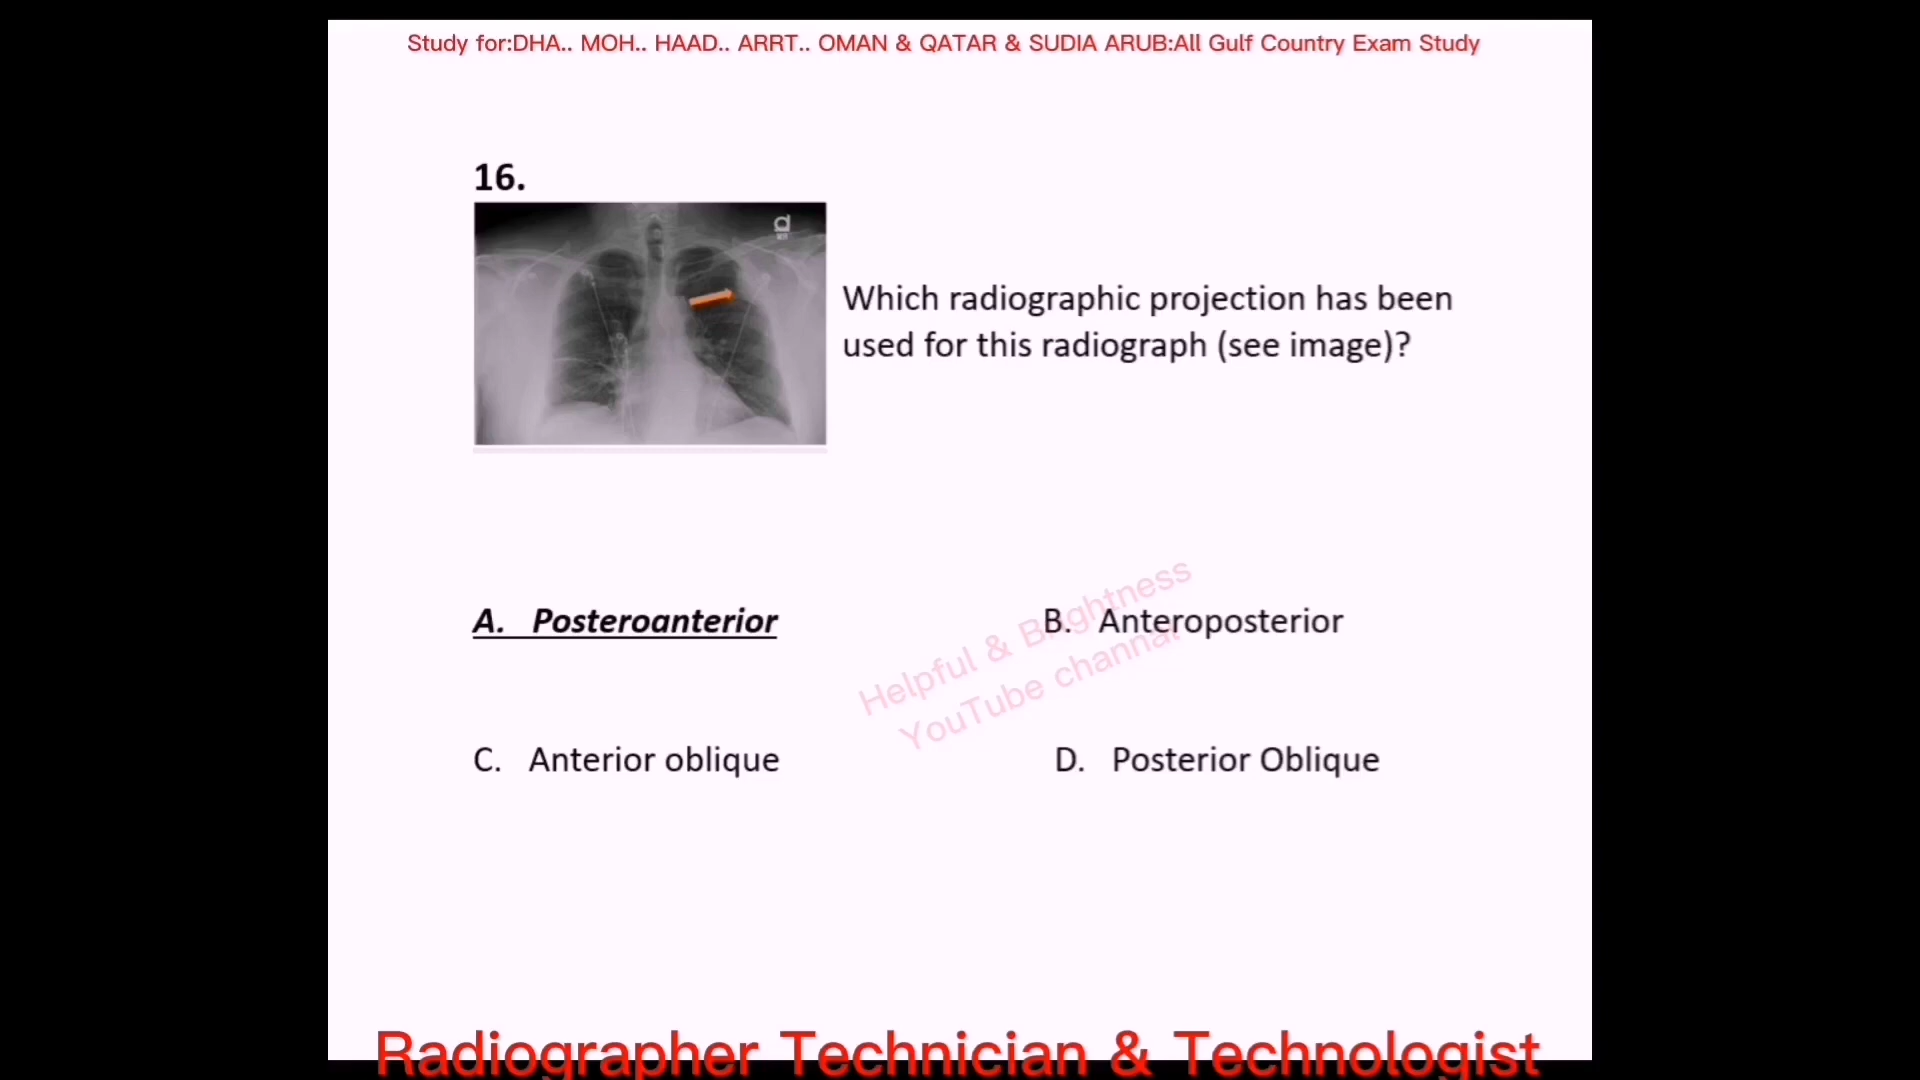 Study for:DHA.. MOH.. HAAD.. ARRT.. OMAN & QATAR & SUDIA ARUB:All Gulf Country Exam Study
16.
Which radiographic projection has been
used for this radiograph (see image)?
A. Posteroanterior
B. Anteroposterior
Helpful & Brightness
YouTube channal
C. Anterior oblique
D. Posterior Oblique
Radiographer Technician & Technologist